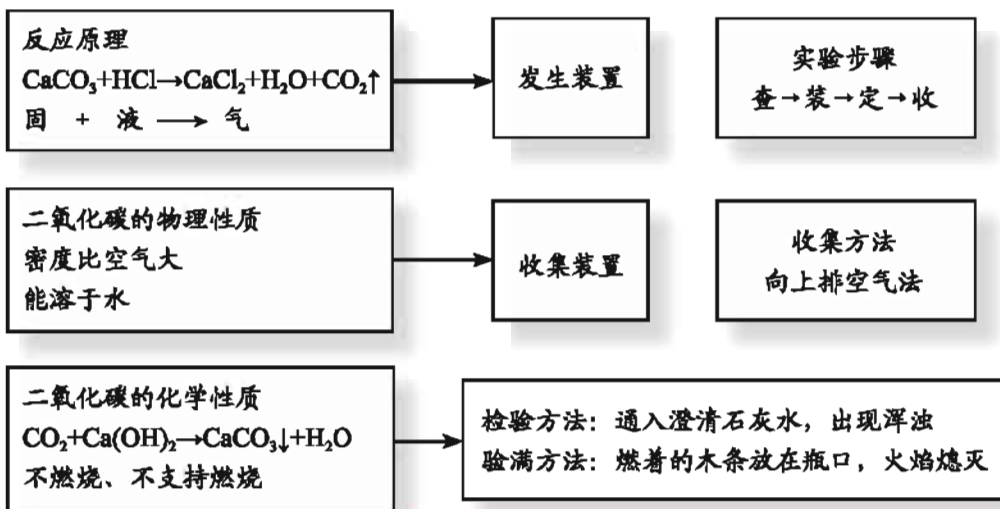 反应原理
CaCO₃+HCl→CaCl₂+H₂O+CO₂↑
固 + 液 → 气
发生装置
实验步骤
查→装→定→收
二氧化碳的物理性质
密度比空气大
能溶于水
收集装置
收集方法
向上排空气法
二氧化碳的化学性质
CO₂+Ca(OH)₂→CaCO₃↓+H₂O
不燃烧、不支持燃烧
检验方法：通入澄清石灰水，出现浑浊
验满方法：燃着的木条放在瓶口，火焰熄灭